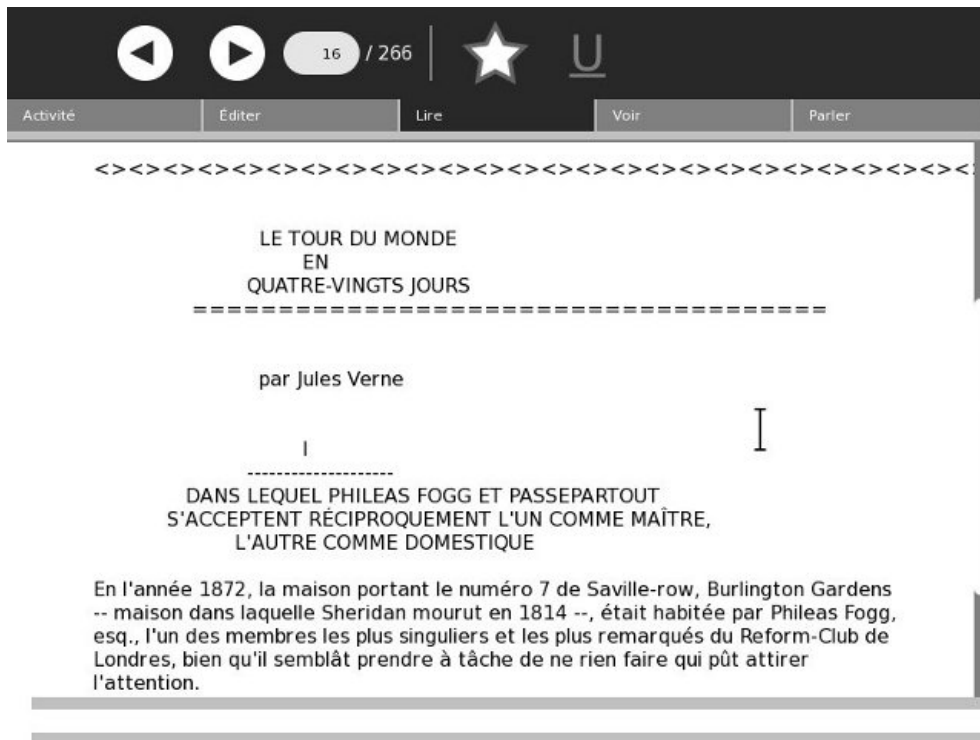 16 / 266 U
Activité Éditer Lire Voir Parler
<><><><><><><><><><><><><><><><><><><><><><><><><><
LE TOUR DU MONDE
EN
QUATRE-VINGTS JOURS
=====================================
par Jules Verne
I
--------------------
DANS LEQUEL PHILEAS FOGG ET PASSEPARTOUT
S'ACCEPTENT RÉCIPROQUEMENT L'UN COMME MAÎTRE,
L'AUTRE COMME DOMESTIQUE
En l'année 1872, la maison portant le numéro 7 de Saville-row, Burlington Gardens
-- maison dans laquelle Sheridan mourut en 1814 --, était habitée par Phileas Fogg,
esq., l'un des membres les plus singuliers et les plus remarqués du Reform-Club de
Londres, bien qu'il semblât prendre à tâche de ne rien faire qui pût attirer
l'attention.